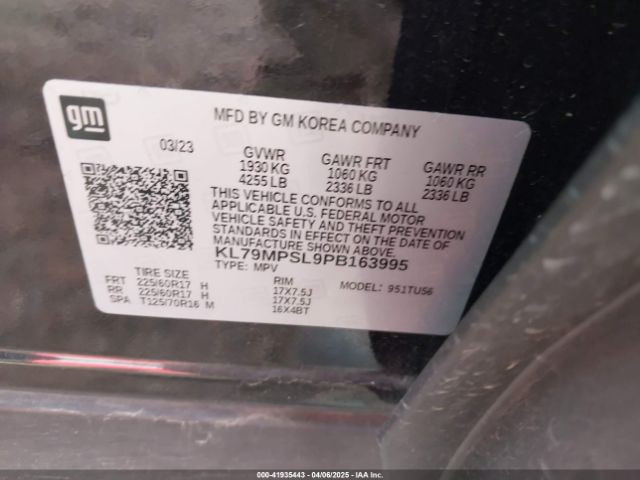 gm
MFD BY GM KOREA COMPANY
03/23
GVWR GAWR FRT GAWR RR
1930 KG 1060 KG 1060 KG
4255 LB 2336 LB 2336 LB
THIS VEHICLE CONFORMS TO ALL
APPLICABLE U.S. FEDERAL MOTOR
VEHICLE SAFETY AND THEFT PREVENTION
STANDARDS IN EFFECT ON THE DATE OF
MANUFACTURE SHOWN ABOVE.
KL79MPSL9PB163995
TYPE: MPV
TIRE SIZE RIM MODEL: 951TU56
FRT 225/60R17 H 17X7.5J
RR 225/60R17 H 17X7.5J
SPA T125/70R16 M 16X4BT
000-41935443 - 04/06/2025 - IAA Inc.